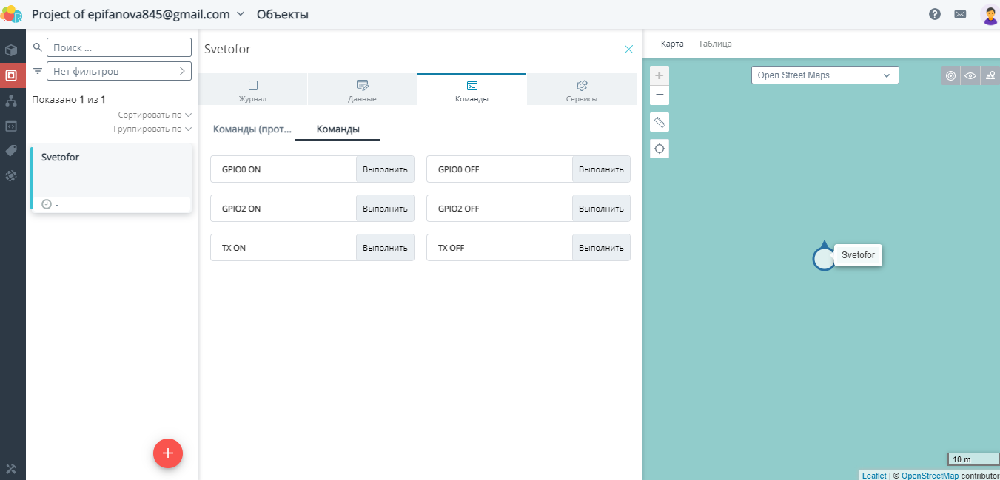 Project of epifanova845@gmail.com Объекты
Поиск ...
Нет фильтров
Показано 1 из 1
Сортировать по
Группировать по
Svetofor
-
Svetofor
Журнал
Данные
Команды
Сервисы
Команды (прот...
Команды
GPIO0 ON Выполнить
GPIO0 OFF Выполнить
GPIO2 ON Выполнить
GPIO2 OFF Выполнить
TX ON Выполнить
TX OFF Выполнить
+
Карта Таблица
+
Open Street Maps
−
Svetofor
10 m
Leaflet | © OpenStreetMap contributor